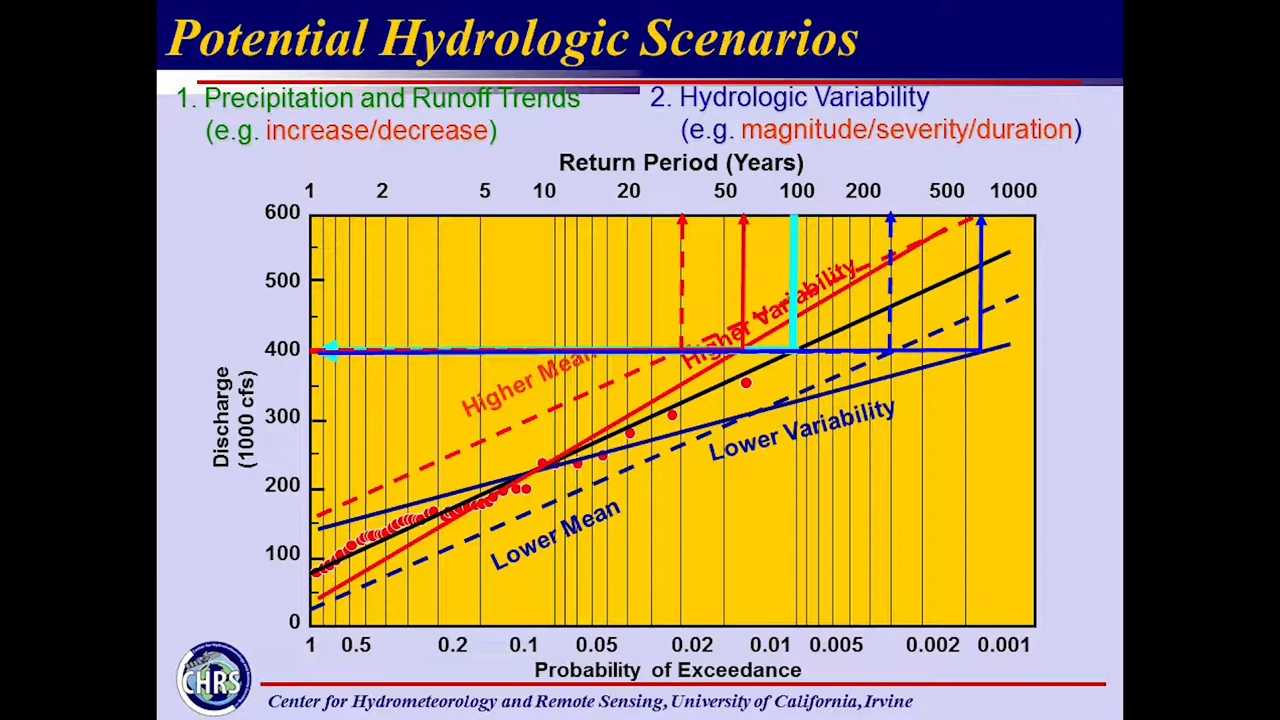 Potential Hydrologic Scenarios
1. Precipitation and Runoff Trends
(e.g. increase/decrease)
2. Hydrologic Variability
(e.g. magnitude/severity/duration)
Return Period (Years)
1 2 5 10 20 50 100 200 500 1000
600
500
400
300
200
100
0
Discharge
(1000 cfs)
Higher Mean
Higher Variability
Lower Variability
Lower Mean
1 0.5 0.2 0.1 0.05 0.02 0.01 0.005 0.002 0.001
Probability of Exceedance
CHRS
Center for Hydrometeorology and Remote Sensing, University of California, Irvine